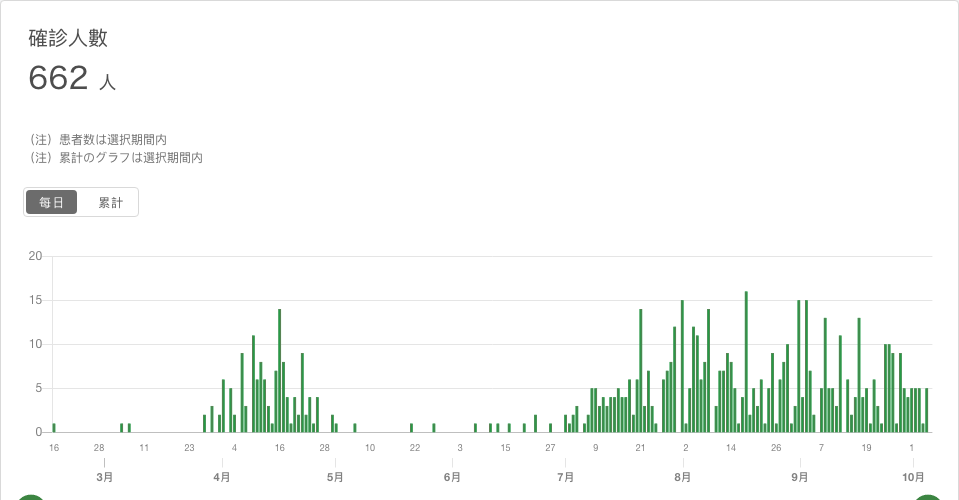 確診人數
662 人
（注）患者数は選択期間内
（注）累計のグラフは選択期間内
每日 累計
20
15
10
5
0
16 28 11 23 4 16 28 10 22 3 15 27 9 21 2 14 26 7 19 1
3月 4月 5月 6月 7月 8月 9月 10月